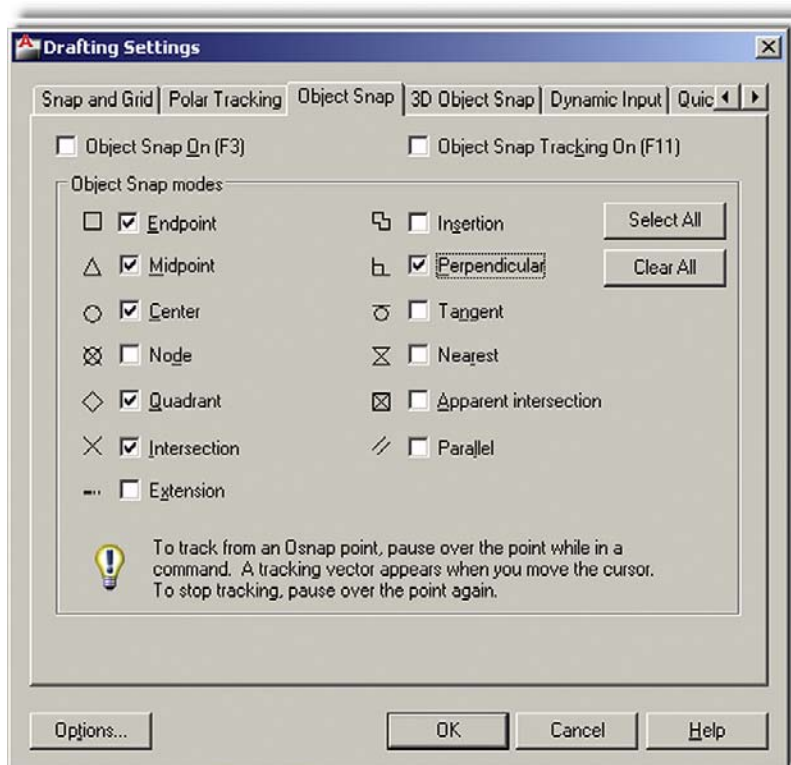 Drafting Settings
Snap and Grid Polar Tracking Object Snap 3D Object Snap Dynamic Input Quic
Object Snap On (F3)
Object Snap Tracking On (F11)
Object Snap modes
Endpoint
Midpoint
Center
Node
Quadrant
Intersection
Extension
Insertion
Perpendicular
Tangent
Nearest
Apparent intersection
Parallel
Select All
Clear All
To track from an Osnap point, pause over the point while in a
command. A tracking vector appears when you move the cursor.
To stop tracking, pause over the point again.
Options...
OK
Cancel
Help